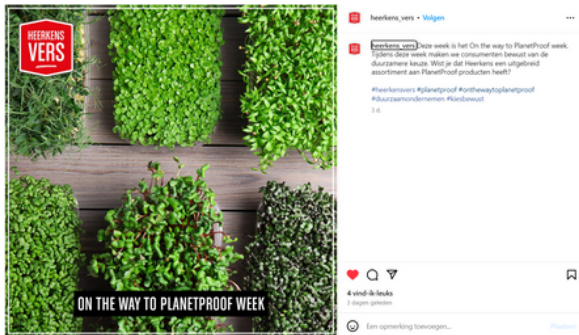 HEERKENS
VERS
ON THE WAY TO PLANETPROOF WEEK
heerkens_vers • Volgen
heerkens_vers Deze week is het On the way to PlanetProof week.
Tijdens deze week maken we consumenten bewust van de
duurzamere keuze. Wist je dat Heerkens een uitgebreid
assortiment aan PlanetProof producten heeft?
#heerkensvers #planetproof #onthewaytoplanetproof
#duurzaamondernemen #kiesbewust
3 d.
4 vind-ik-leuks
3 dagen geleden
Een opmerking toevoegen...
Plaatsen